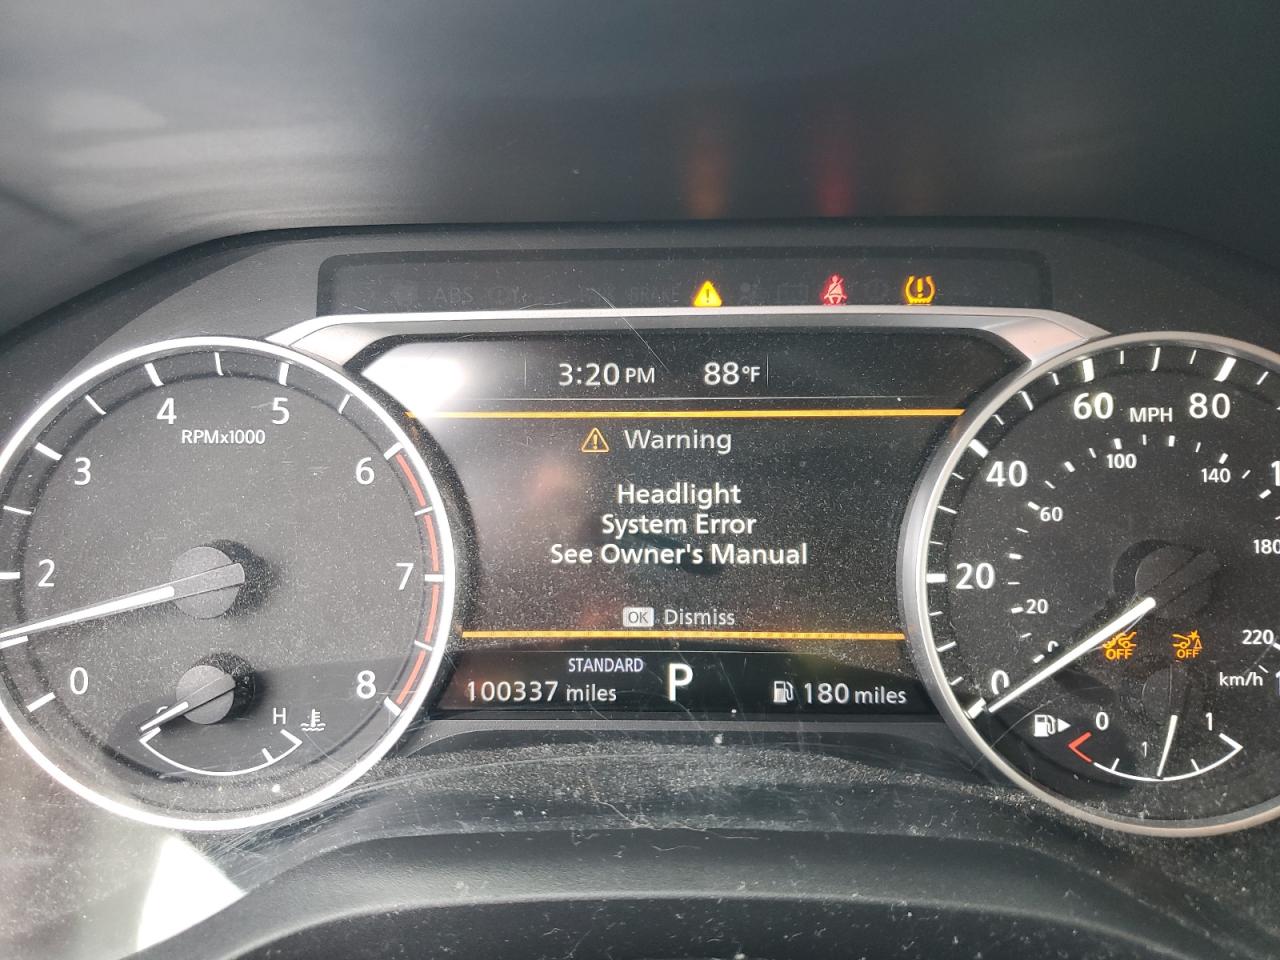 ABS
3:20 PM 88°F
Warning
Headlight
System Error
See Owner's Manual
OK Dismiss
STANDARD
100337 miles
P
180 miles
RPMx1000
0
2
3
4
5
6
7
8
H
MPH
0
20
40
60
80
20
60
100
140
180
220
km/h
OFF
OFF
0
1